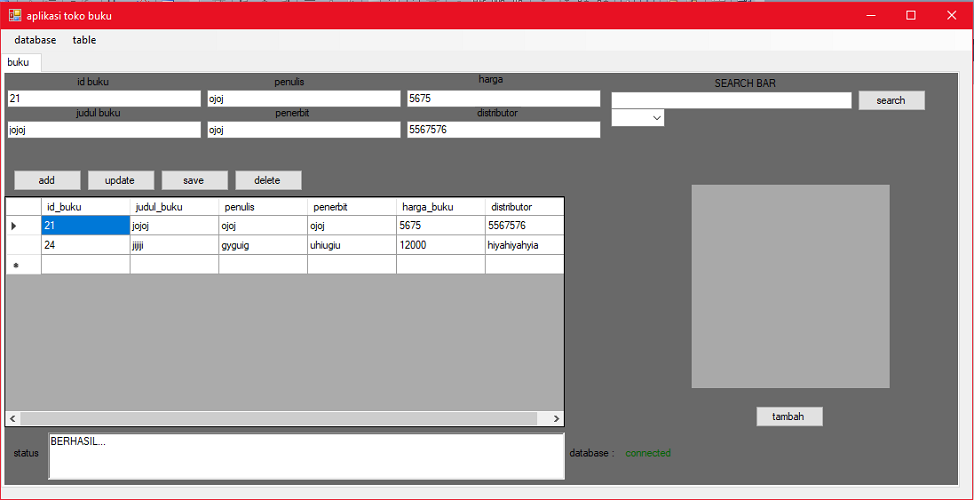 aplikasi toko buku
database table
buku
id buku penulis harga SEARCH BAR
21 ojoj 5675 search
judul buku penerbit distributor
jojoj ojoj 5567576
add update save delete
id_buku judul_buku penulis penerbit harga_buku distributor
21 jojoj ojoj ojoj 5675 5567576
24 jijiji gyguig uhiugiu 12000 hiyahiyahyia
tambah
status BERHASIL... database : connected